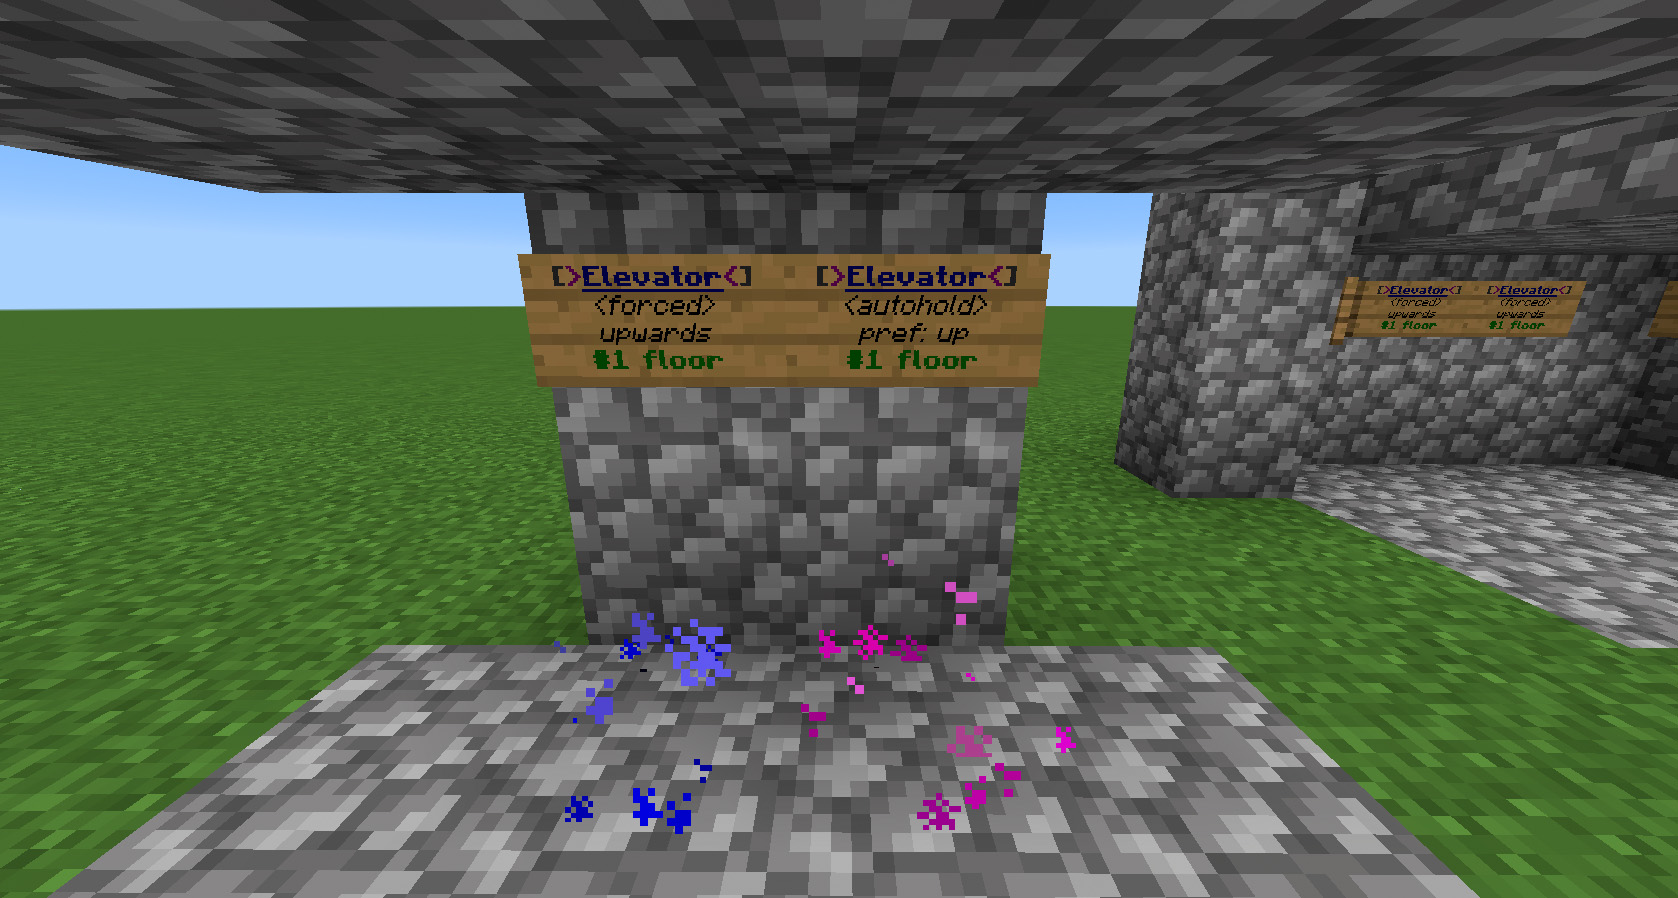 [>Elevator<]
<forced>
upwards
#1 floor
[>Elevator<]
<autohold>
pref: up
#1 floor
[>Elevator<]
<forced>
upwards
#1 floor
[>Elevator<]
<forced>
upwards
#1 floor